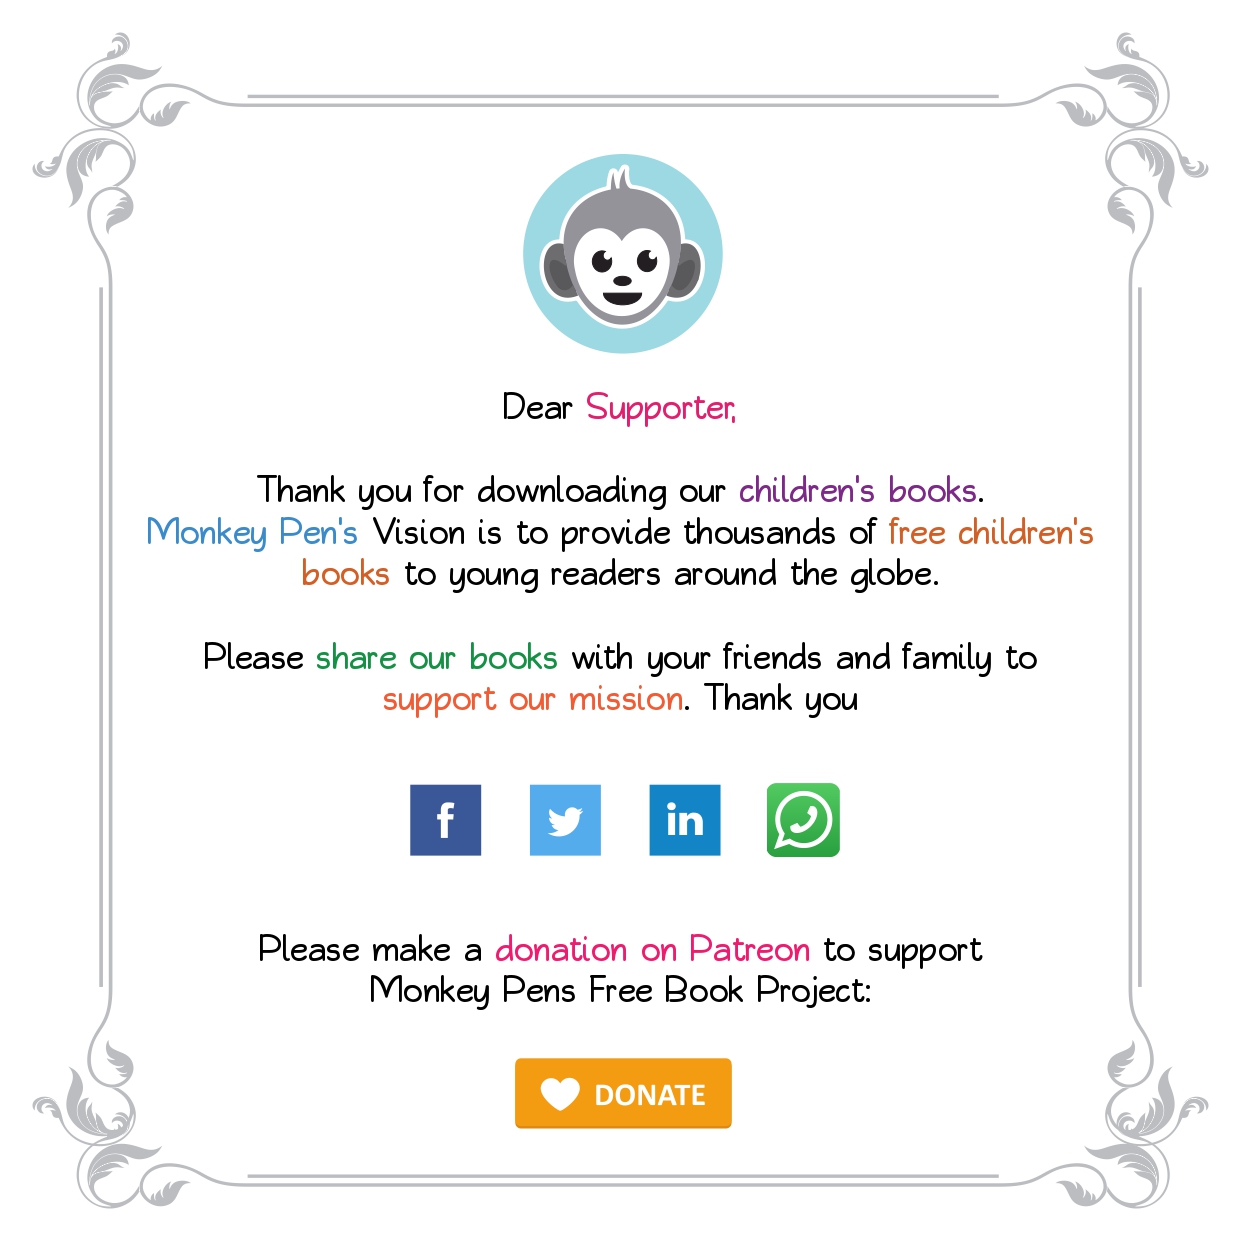 Dear Supporter,
Thank you for downloading our children's books.
Monkey Pen's Vision is to provide thousands of free children's
books to young readers around the globe.
Please share our books with your friends and family to
support our mission. Thank you
f
in
Please make a donation on Patreon to support
Monkey Pens Free Book Project:
DONATE